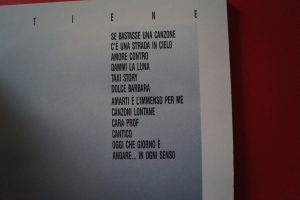 TIENE
SE BASTASSE UNA CANZONE
C'È UNA STRADA IN CIELO
AMORE CONTRO
DAMMI LA LUNA
TAXI STORY
DOLCE BARBARA
AMARTI È L'IMMENSO PER ME
CANZONI LONTANE
CARA PROF
CANTICO
OGGI CHE GIORNO È
ANDARE... IN OGNI SENSO